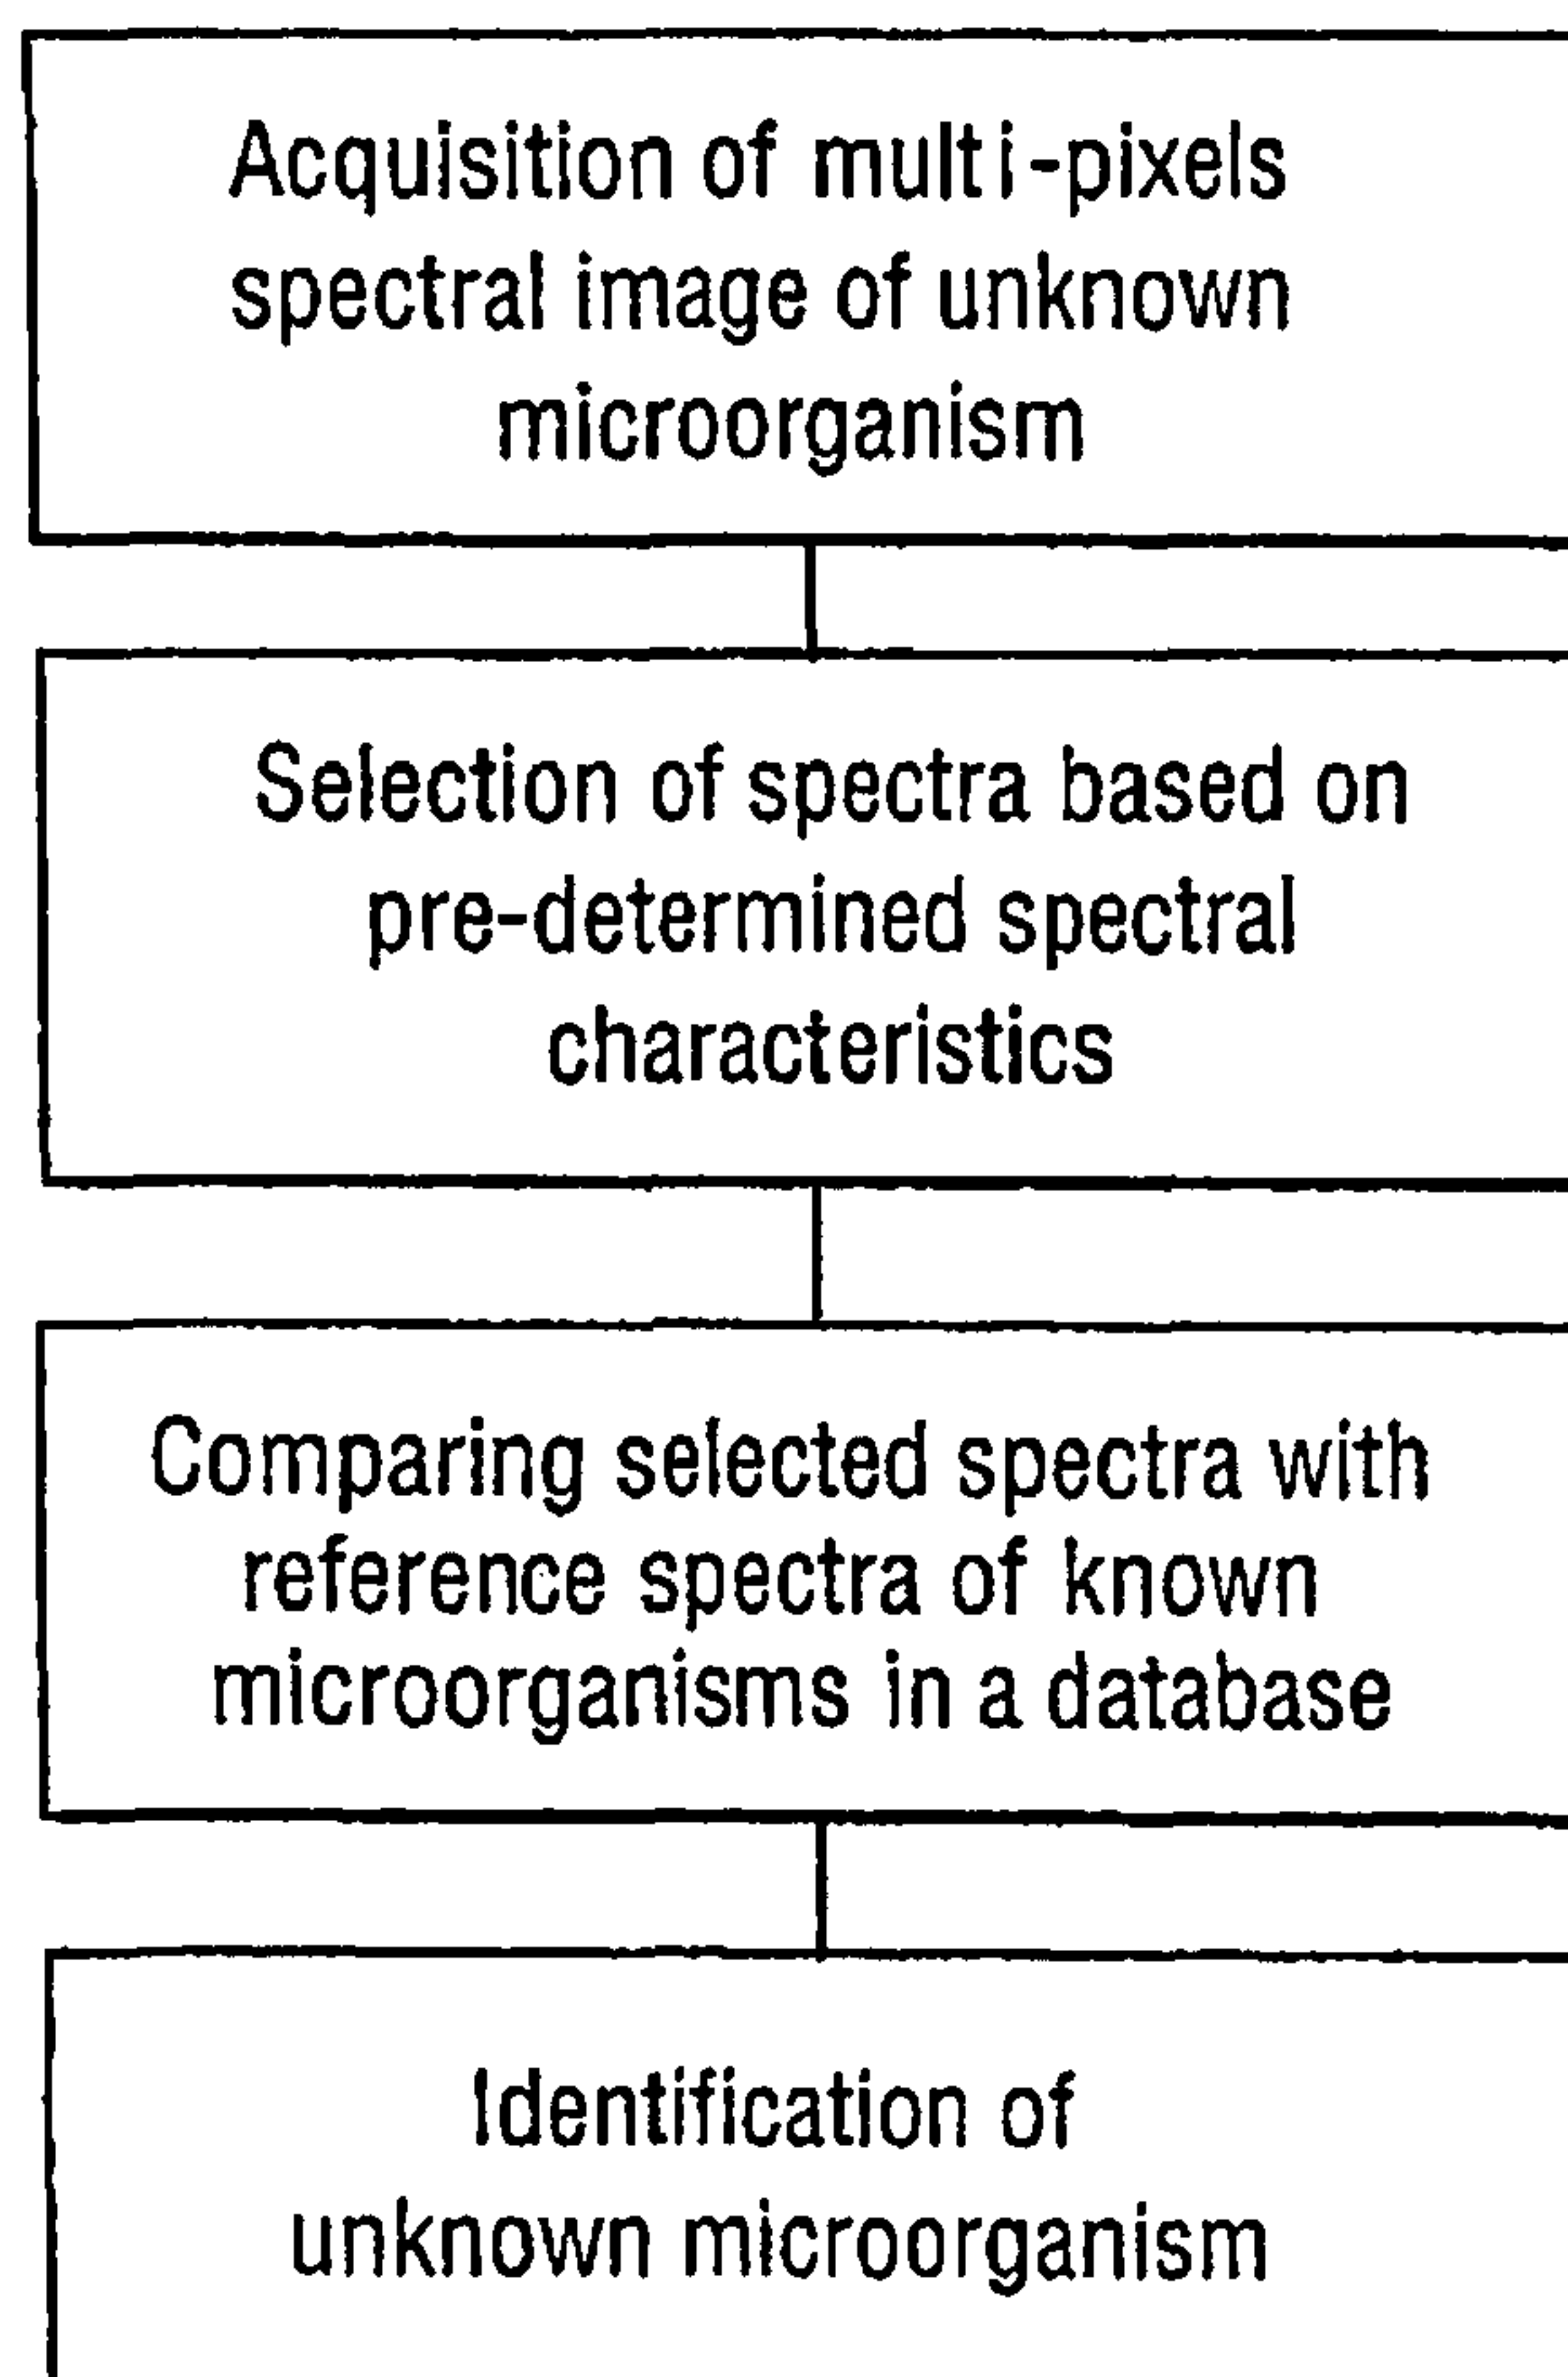 Acquisition of multi-pixels
spectral image of unknown
microorganism
Selection of spectra based on
pre-determined spectral
characteristics
Comparing selected spectra with
reference spectra of known
microorganisms in a database
Identification of
unknown microorganism